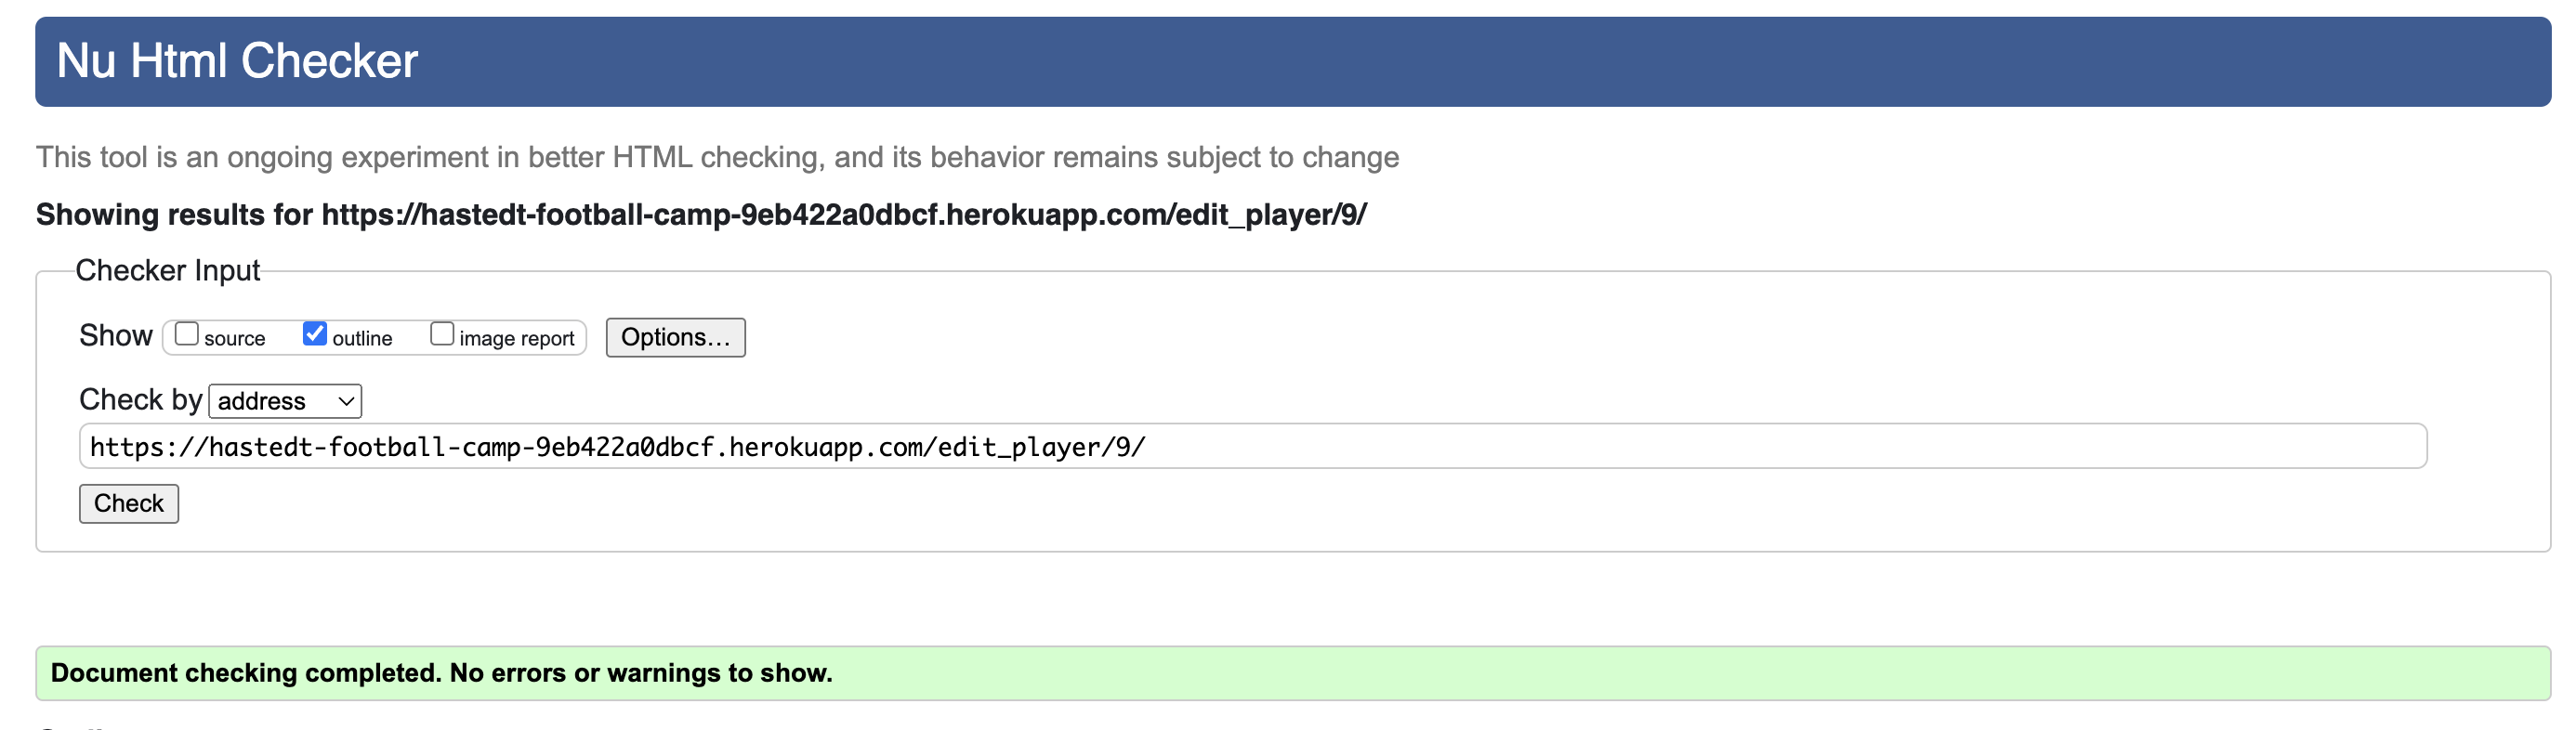 Nu Html Checker
This tool is an ongoing experiment in better HTML checking, and its behavior remains subject to change
Showing results for https://hastedt-football-camp-9eb422a0dbcf.herokuapp.com/edit_player/9/
Checker Input
Show source outline image report Options...
Check by address
https://hastedt-football-camp-9eb422a0dbcf.herokuapp.com/edit_player/9/
Check
Document checking completed. No errors or warnings to show.